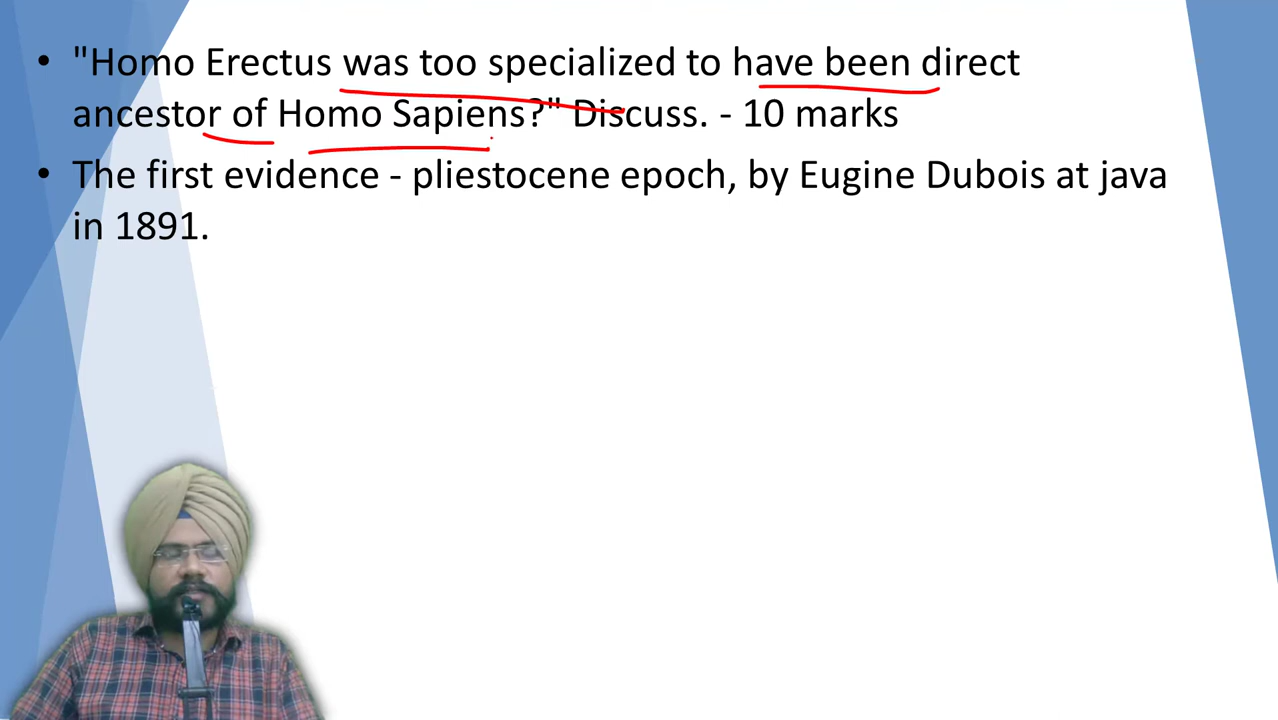 • "Homo Erectus was too specialized to have been direct
ancestor of Homo Sapiens?" Discuss. - 10 marks
• The first evidence - pliestocene epoch, by Eugine Dubois at java
in 1891.